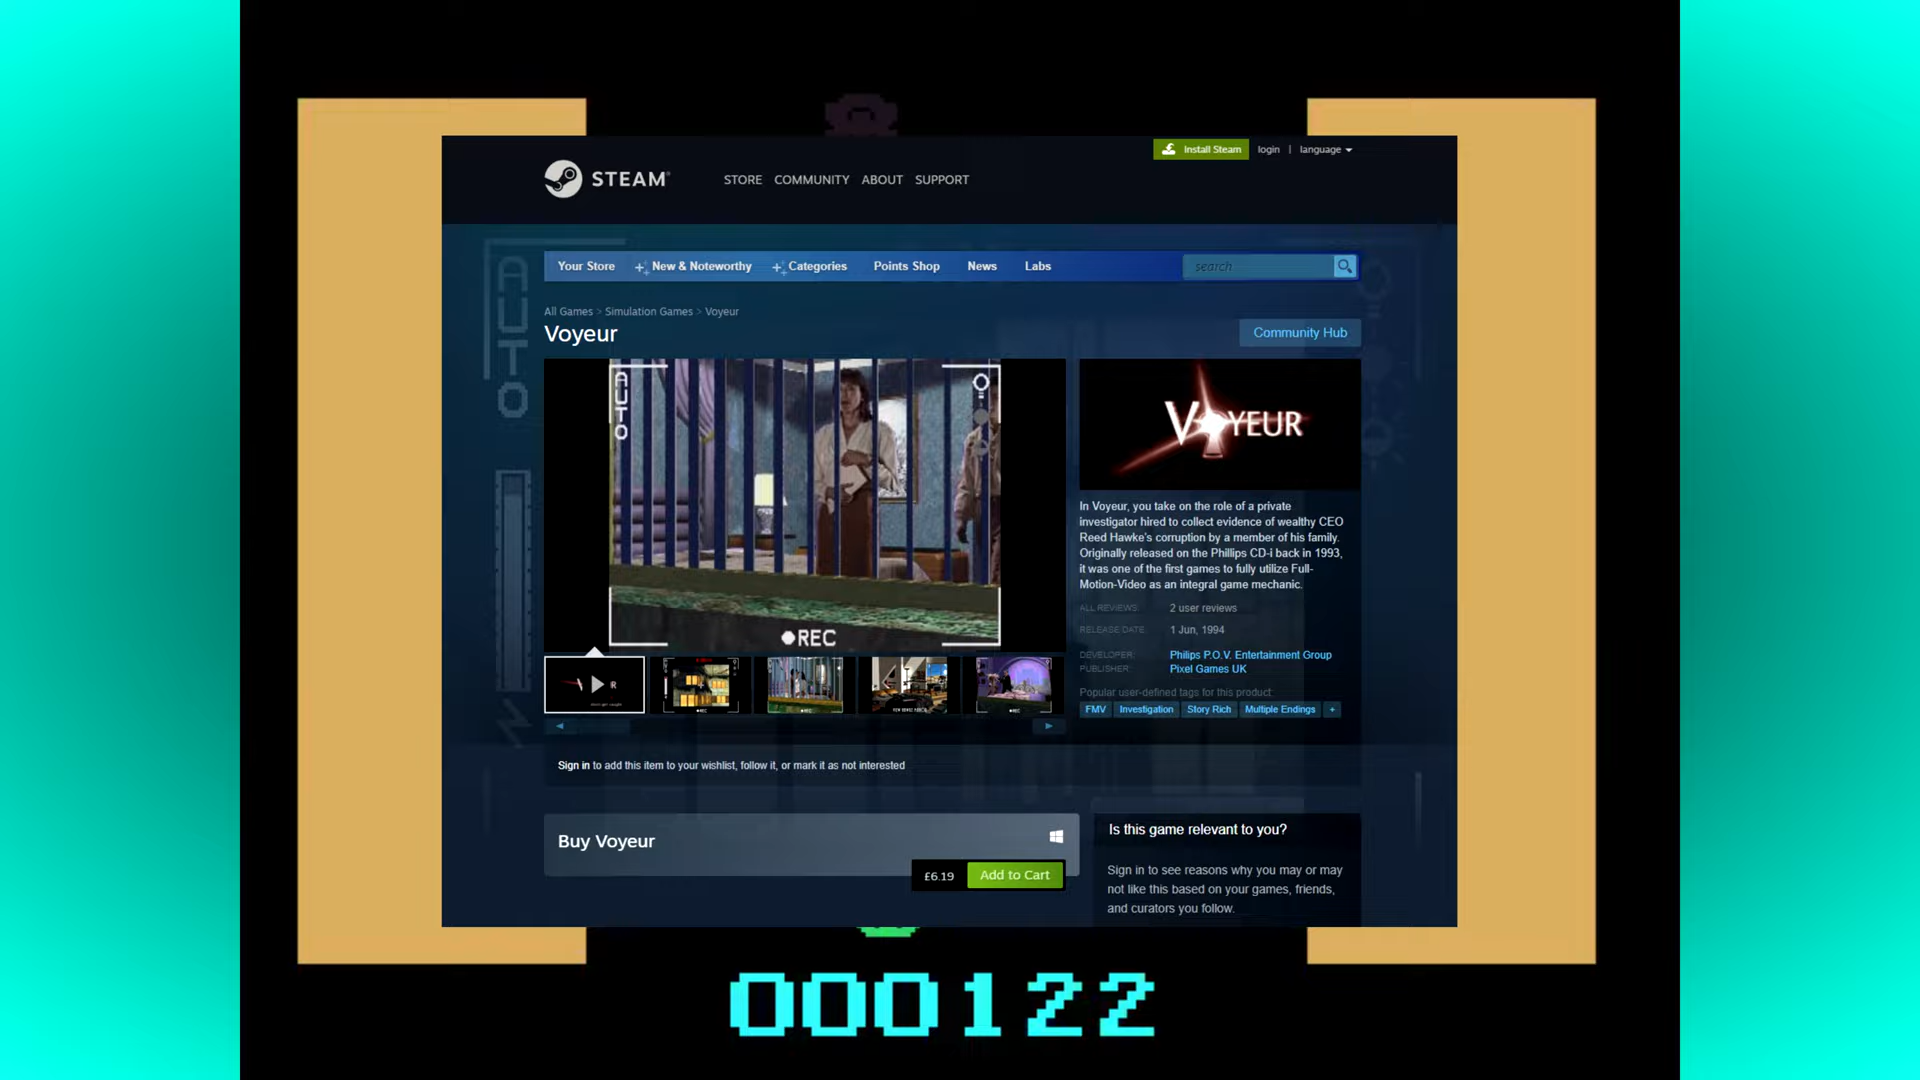 Install Steam login | language
STEAM
STORE COMMUNITY ABOUT SUPPORT
Your Store New & Noteworthy Categories Points Shop News Labs
search
All Games > Simulation Games > Voyeur
Voyeur
Community Hub
AUTO
AUTO
REC
VOYEUR
In Voyeur, you take on the role of a private
investigator hired to collect evidence of wealthy CEO
Reed Hawke's corruption by a member of his family.
Originally released on the Phillips CD-i back in 1993,
it was one of the first games to fully utilize Full-
Motion-Video as an integral game mechanic.
ALL REVIEWS: 2 user reviews
RELEASE DATE: 1 Jun, 1994
DEVELOPER: Philips P.O.V. Entertainment Group
PUBLISHER: Pixel Games UK
Popular user-defined tags for this product:
FMV Investigation Story Rich Multiple Endings +
Sign in to add this item to your wishlist, follow it, or mark it as not interested
Buy Voyeur
£6.19 Add to Cart
Is this game relevant to you?
Sign in to see reasons why you may or may
not like this based on your games, friends,
and curators you follow.
000122